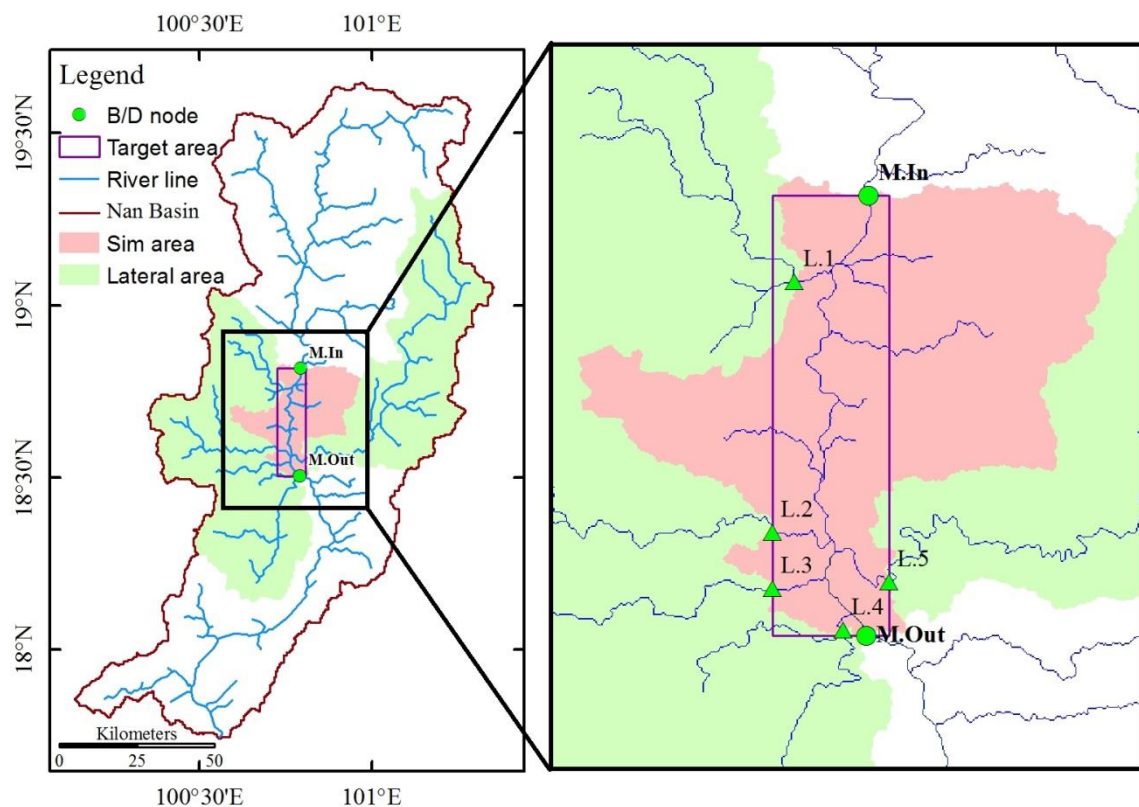 100°30'E
101°E
Legend
B/D node
Target area
River line
Nan Basin
Sim area
Lateral area
19°30'N
19°N
18°30'N
18°N
M.In
M.Out
Kilometers
0 25 50
100°30'E
101°E
M.In
L.1
L.2
L.5
L.3
L.4
M.Out